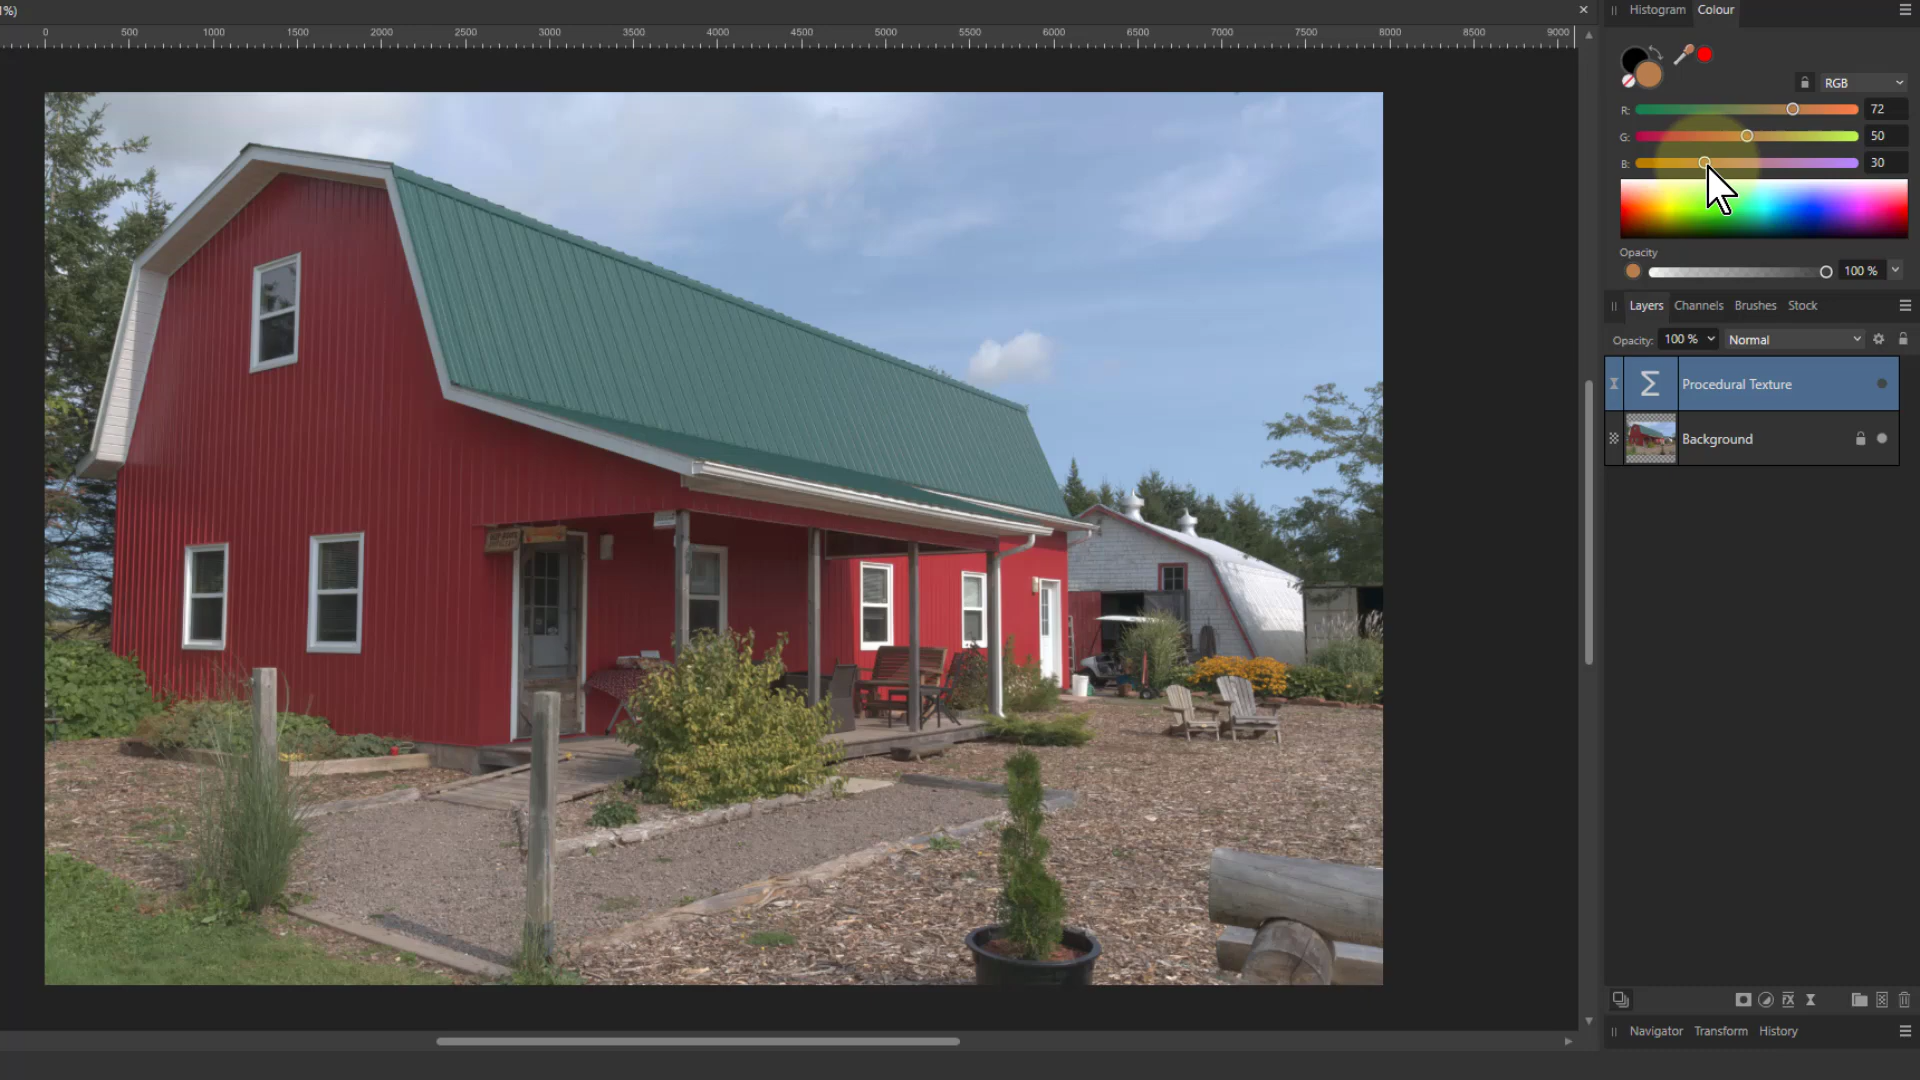 %)
Histogram Colour
0 500 1000 1500 2000 2500 3000 3500 4000 4500 5000 5500 6000 6500 7000 7500 8000 8500 9000
RGB
R: 72
G: 50
B: 30
Opacity
100 %
Layers Channels Brushes Stock
Opacity: 100 % Normal
Σ Procedural Texture
Background
Navigator Transform History